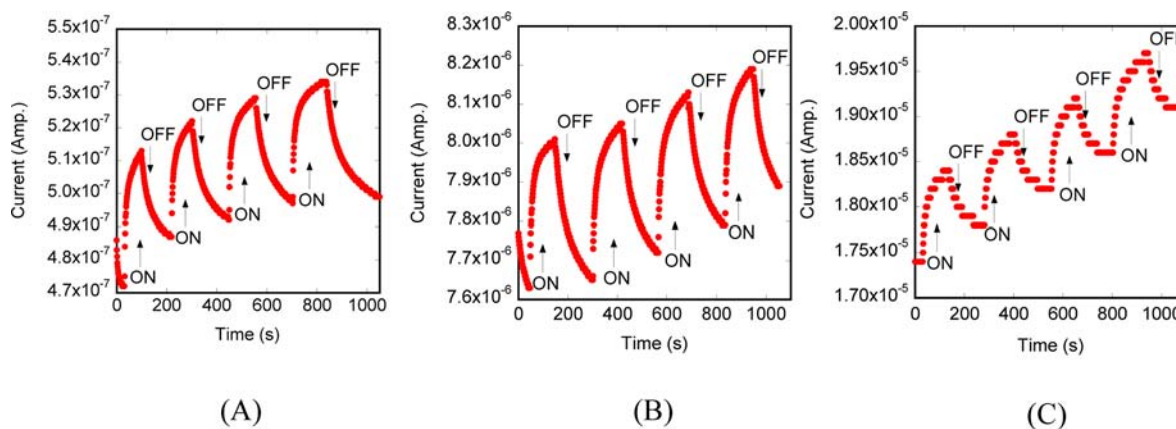 5.5x10⁻⁷
5.4x10⁻⁷
5.3x10⁻⁷
5.2x10⁻⁷
5.1x10⁻⁷
5.0x10⁻⁷
4.9x10⁻⁷
4.8x10⁻⁷
4.7x10⁻⁷
Current (Amp.)
OFF
OFF
OFF
OFF
ON
ON
ON
ON
0 200 400 600 800 1000
Time (s)
(A)
8.3x10⁻⁶
8.2x10⁻⁶
8.1x10⁻⁶
8.0x10⁻⁶
7.9x10⁻⁶
7.8x10⁻⁶
7.7x10⁻⁶
7.6x10⁻⁶
Current (Amp.)
OFF
OFF
OFF
OFF
ON
ON
ON
ON
0 200 400 600 800 1000
Time (s)
(B)
2.00x10⁻⁵
1.95x10⁻⁵
1.90x10⁻⁵
1.85x10⁻⁵
1.80x10⁻⁵
1.75x10⁻⁵
1.70x10⁻⁵
Current (Amp.)
OFF
OFF
OFF
OFF
ON
ON
ON
ON
0 200 400 600 800 1000
Time (s)
(C)